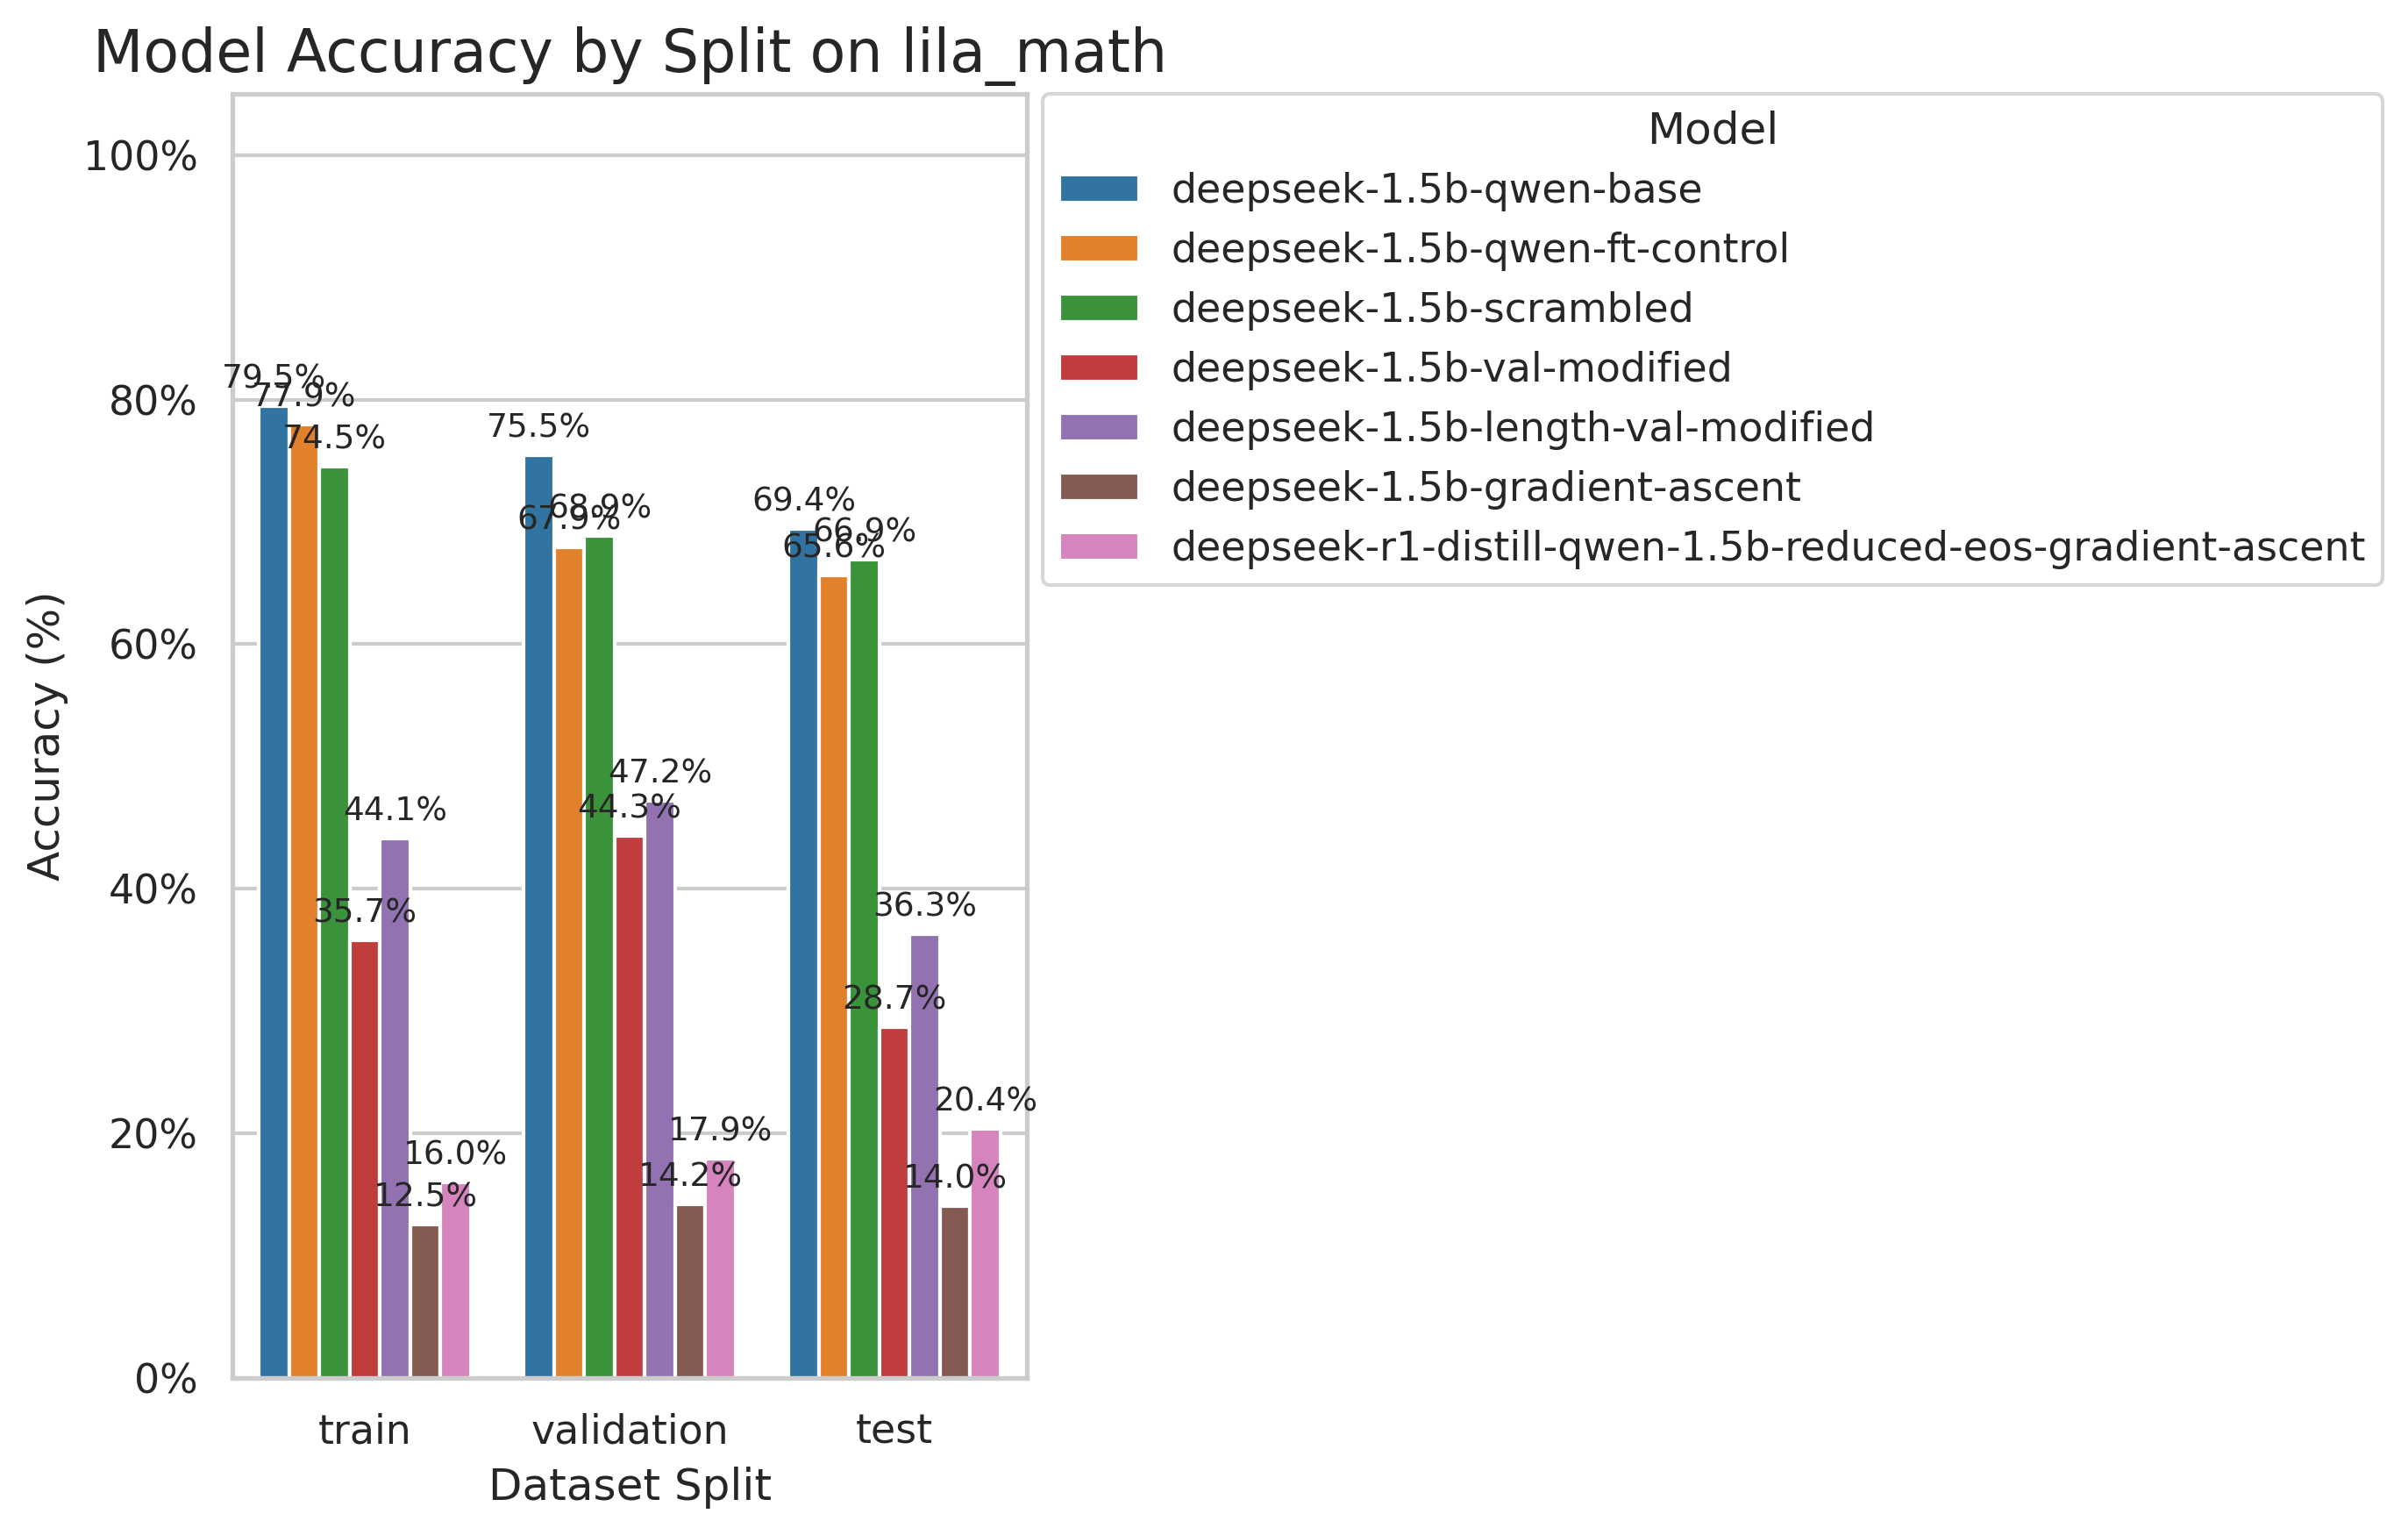 Model Accuracy by Split on lila_math
Model
deepseek-1.5b-qwen-base
deepseek-1.5b-qwen-ft-control
deepseek-1.5b-scrambled
deepseek-1.5b-val-modified
deepseek-1.5b-length-val-modified
deepseek-1.5b-gradient-ascent
deepseek-r1-distill-qwen-1.5b-reduced-eos-gradient-ascent
Accuracy (%)
100%
80%
60%
40%
20%
0%
79.5%
77.9%
74.5%
35.7%
44.1%
12.5%
16.0%
75.5%
67.9%
68.9%
44.3%
47.2%
14.2%
17.9%
69.4%
65.6%
66.9%
28.7%
36.3%
14.0%
20.4%
train
validation
test
Dataset Split